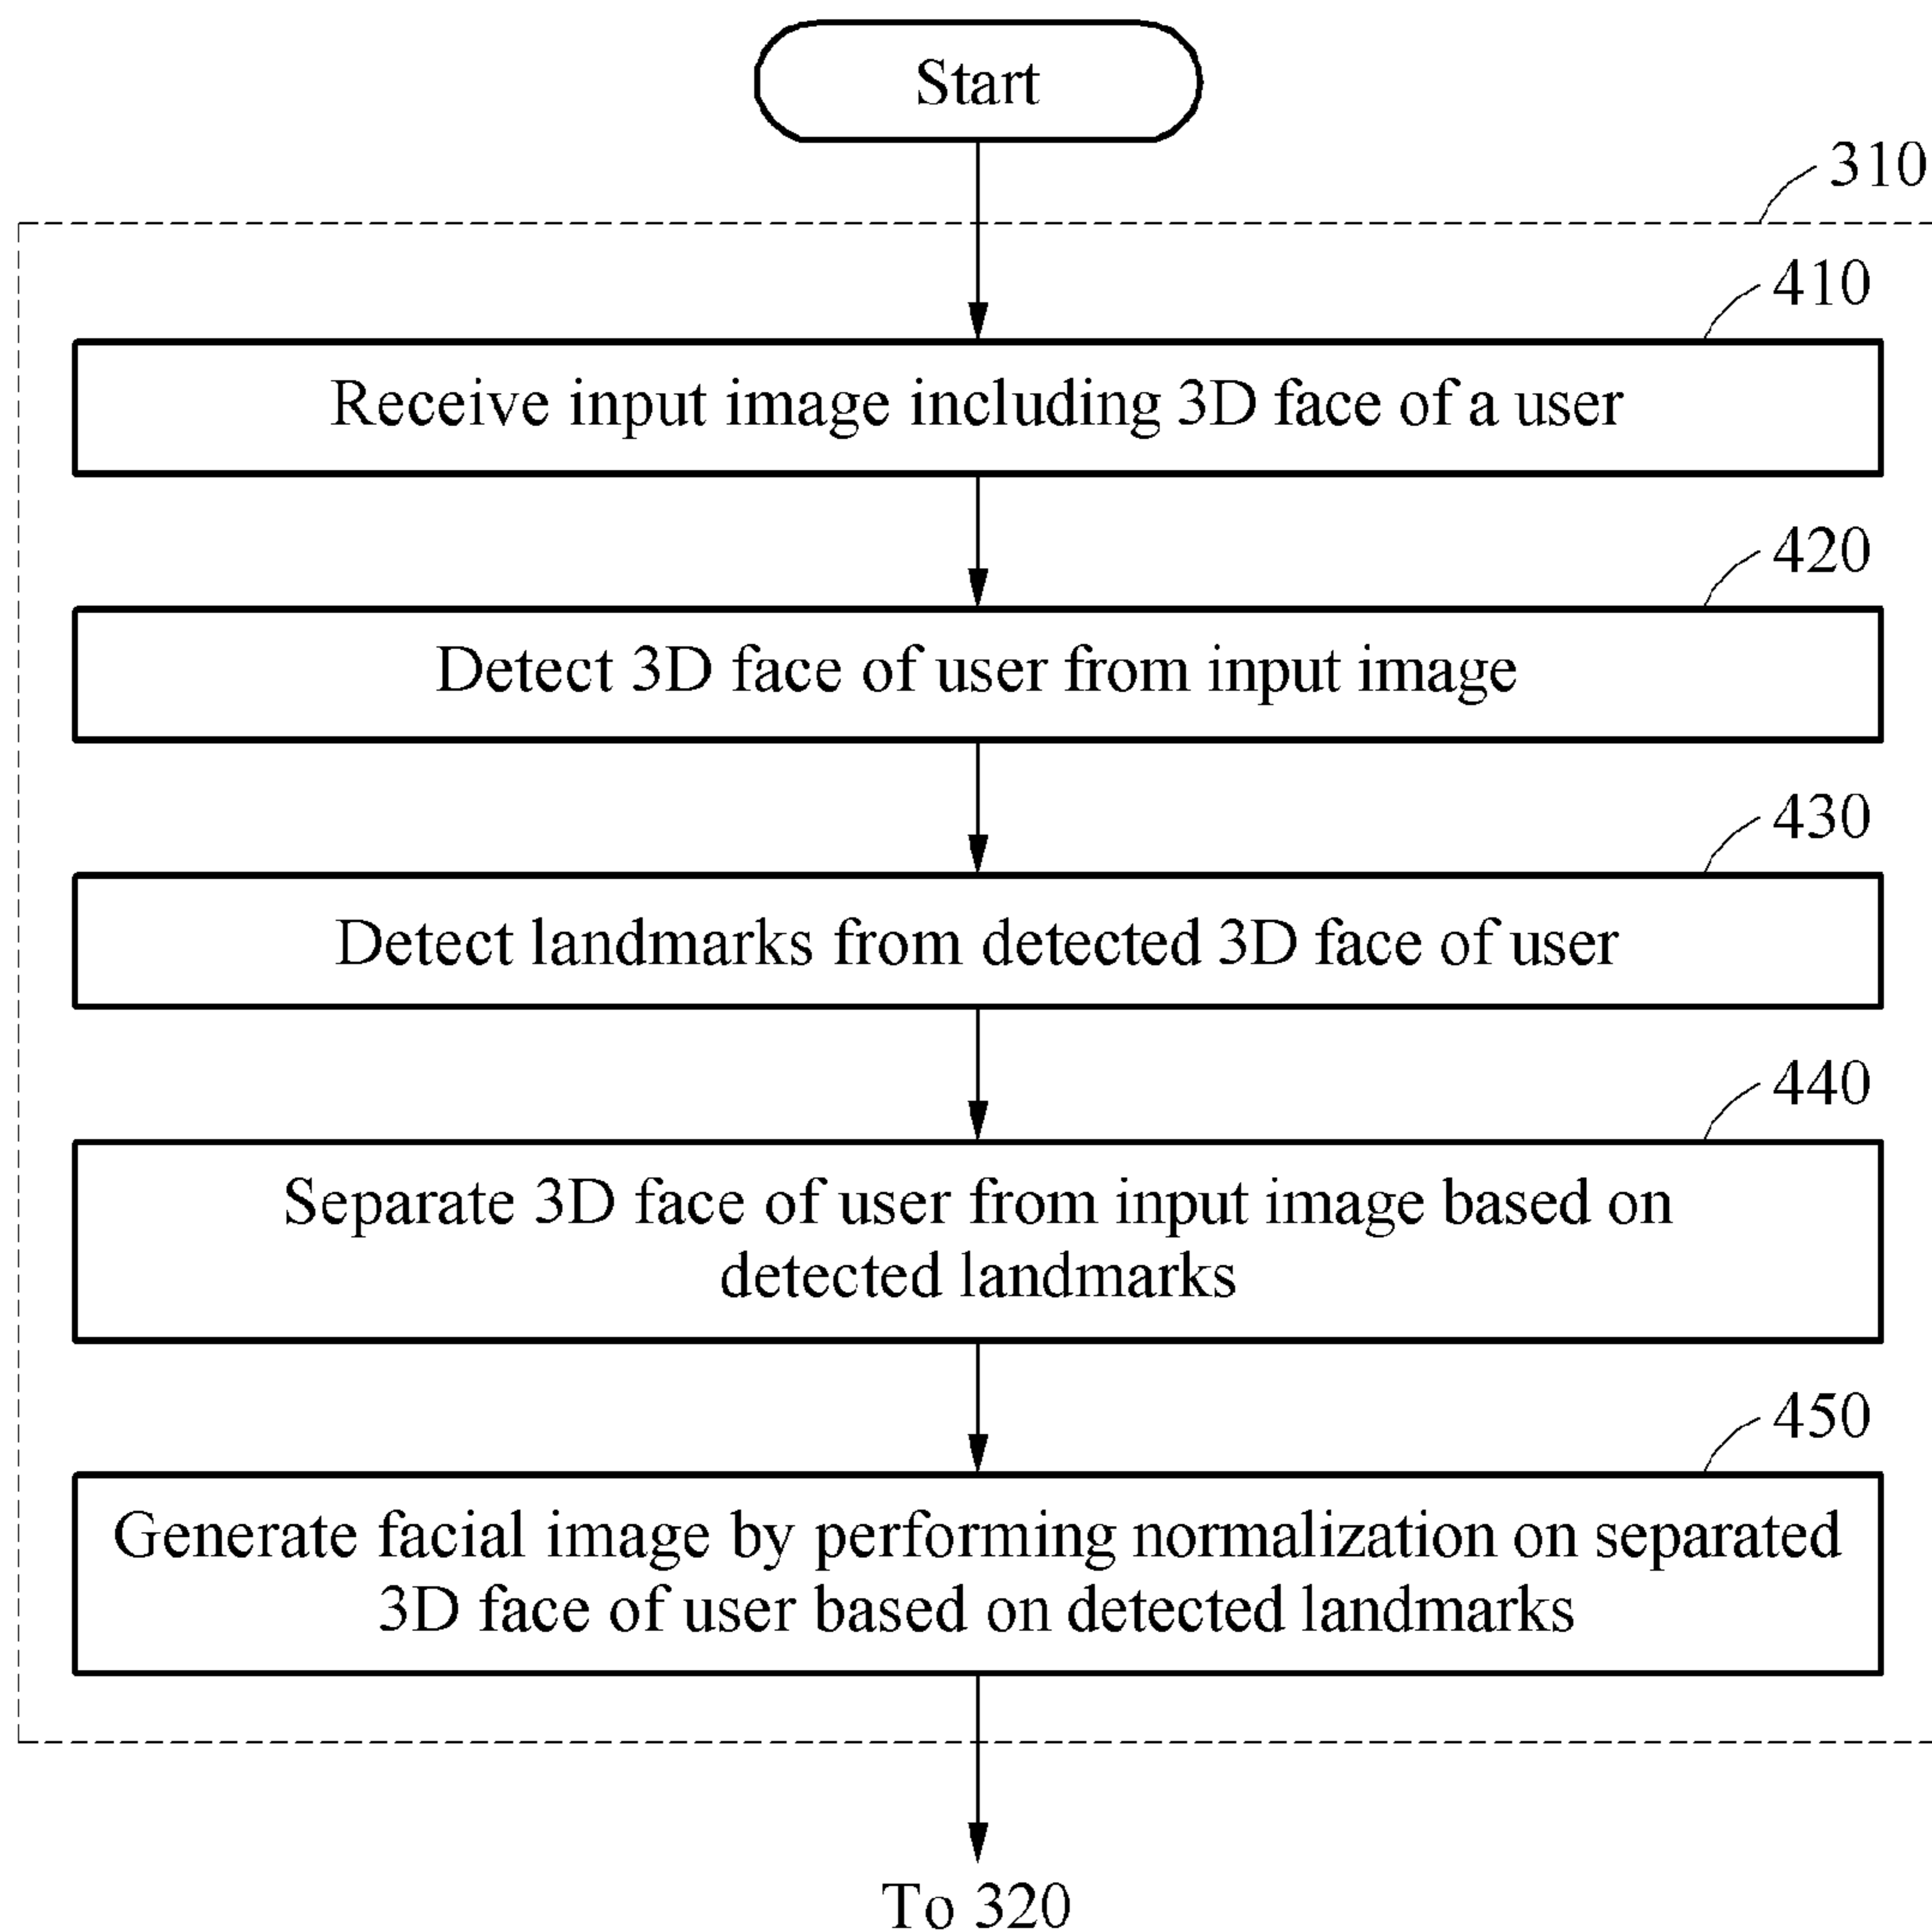 Start
310
410
Receive input image including 3D face of a user
420
Detect 3D face of user from input image
430
Detect landmarks from detected 3D face of user
440
Separate 3D face of user from input image based on
detected landmarks
450
Generate facial image by performing normalization on separated
3D face of user based on detected landmarks
To 320